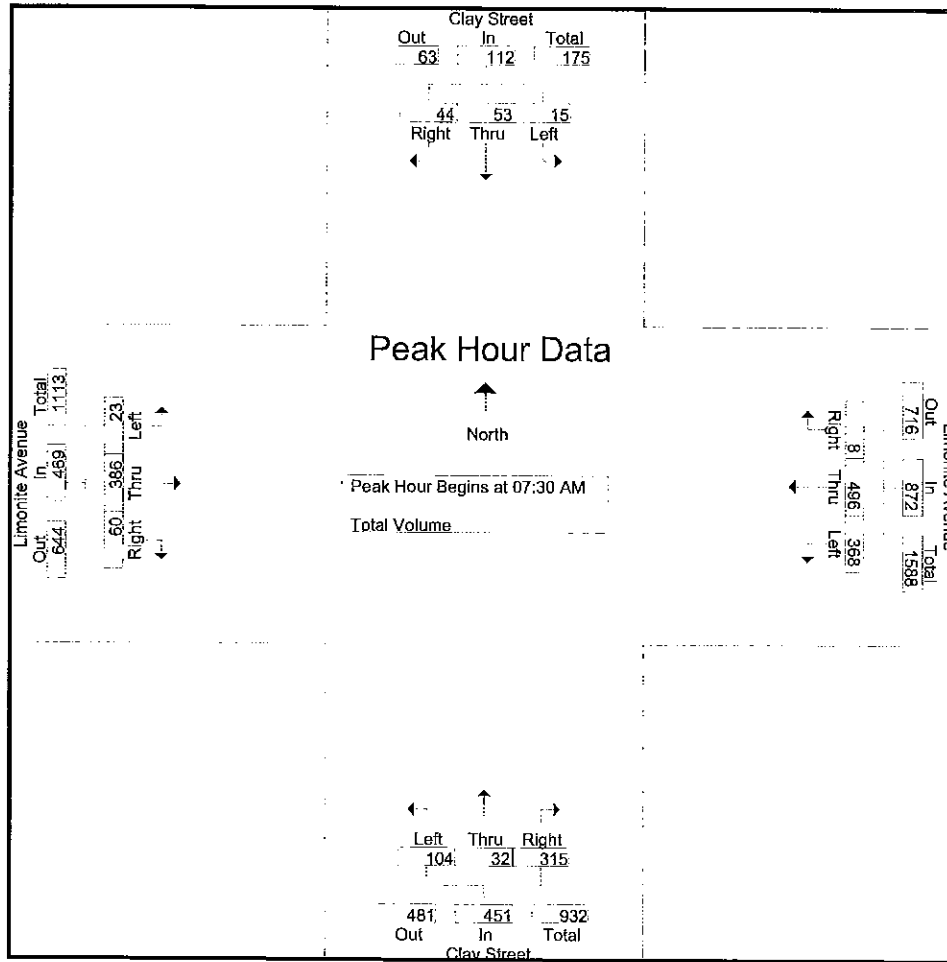 Clay Street
Out In Total
63 112 175
44 53 15
Right Thru Left
Peak Hour Data
North
Peak Hour Begins at 07:30 AM
Total Volume
Limonite Avenue
Out In Total
644 469 1113
60 386 23
Right Thru Left
Out In Total
716 872 1588
8 496 368
Right Thru Left
Left Thru Right
104 32 315
481 451 932
Out In Total
Clay Street